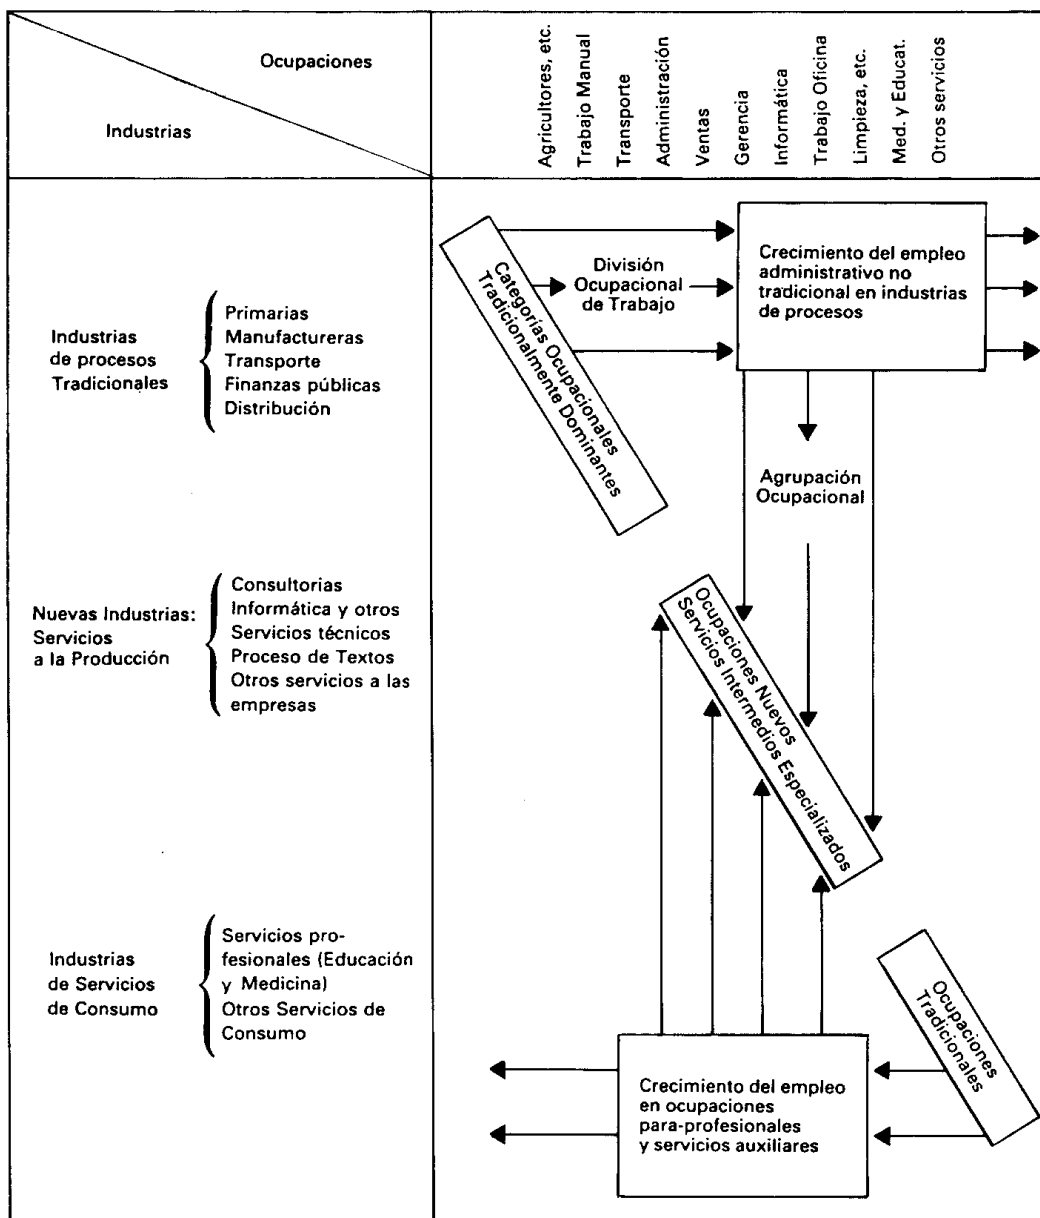 Ocupaciones
Industrias
Agricultores, etc.
Trabajo Manual
Transporte
Administración
Ventas
Gerencia
Informática
Trabajo Oficina
Limpieza, etc.
Med. y Educat.
Otros servicios
Industrias
de procesos
Tradicionales
Primarias
Manufactureras
Transporte
Finanzas públicas
Distribución
Categorías Ocupacionales
Tradicionalmente Dominantes
División
Ocupacional
de Trabajo
Crecimiento del empleo
administrativo no
tradicional en industrias
de procesos
Agrupación
Ocupacional
Nuevas Industrias:
Servicios
a la Producción
Consultorias
Informática y otros
Servicios técnicos
Proceso de Textos
Otros servicios a las
empresas
Ocupaciones Nuevos
Servicios Intermedios Especializados
Industrias
de Servicios
de Consumo
Servicios pro-
fesionales (Educación
y Medicina)
Otros Servicios de
Consumo
Ocupaciones
Tradicionales
Crecimiento del empleo
en ocupaciones
para-profesionales
y servicios auxiliares